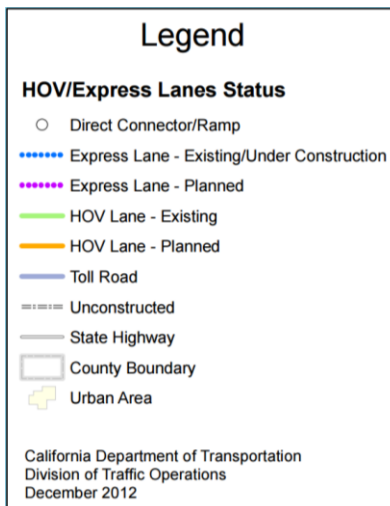 Legend
HOV/Express Lanes Status
Direct Connector/Ramp
Express Lane - Existing/Under Construction
Express Lane - Planned
HOV Lane - Existing
HOV Lane - Planned
Toll Road
Unconstructed
State Highway
County Boundary
Urban Area
California Department of Transportation
Division of Traffic Operations
December 2012